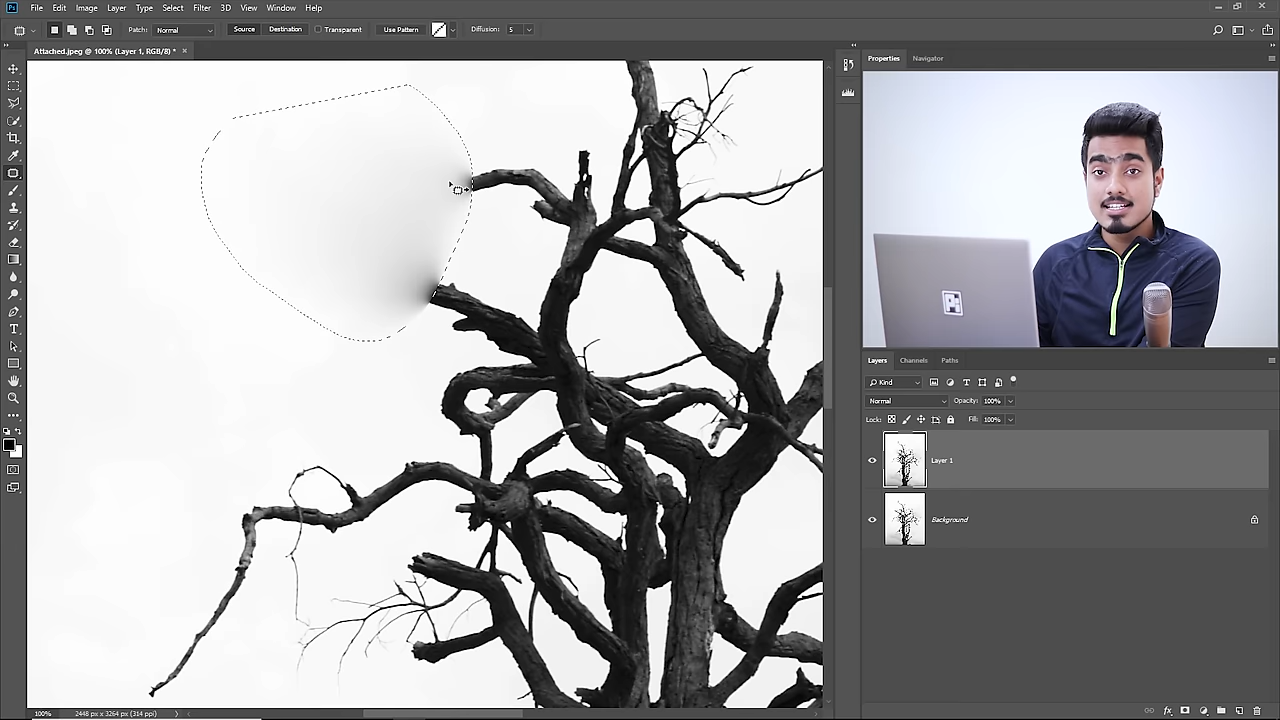 Ps File Edit Image Layer Type Select Filter 3D View Window Help
Patch: Normal Source Destination Transparent Use Pattern Diffusion: 5
Attached.jpeg @ 100% (Layer 1, RGB/8) * ×
Properties Navigator
Layers Channels Paths
Kind
Normal Opacity: 100%
Lock: Fill: 100%
Layer 1
Background
100% 2448 px x 3264 px (314 ppi)